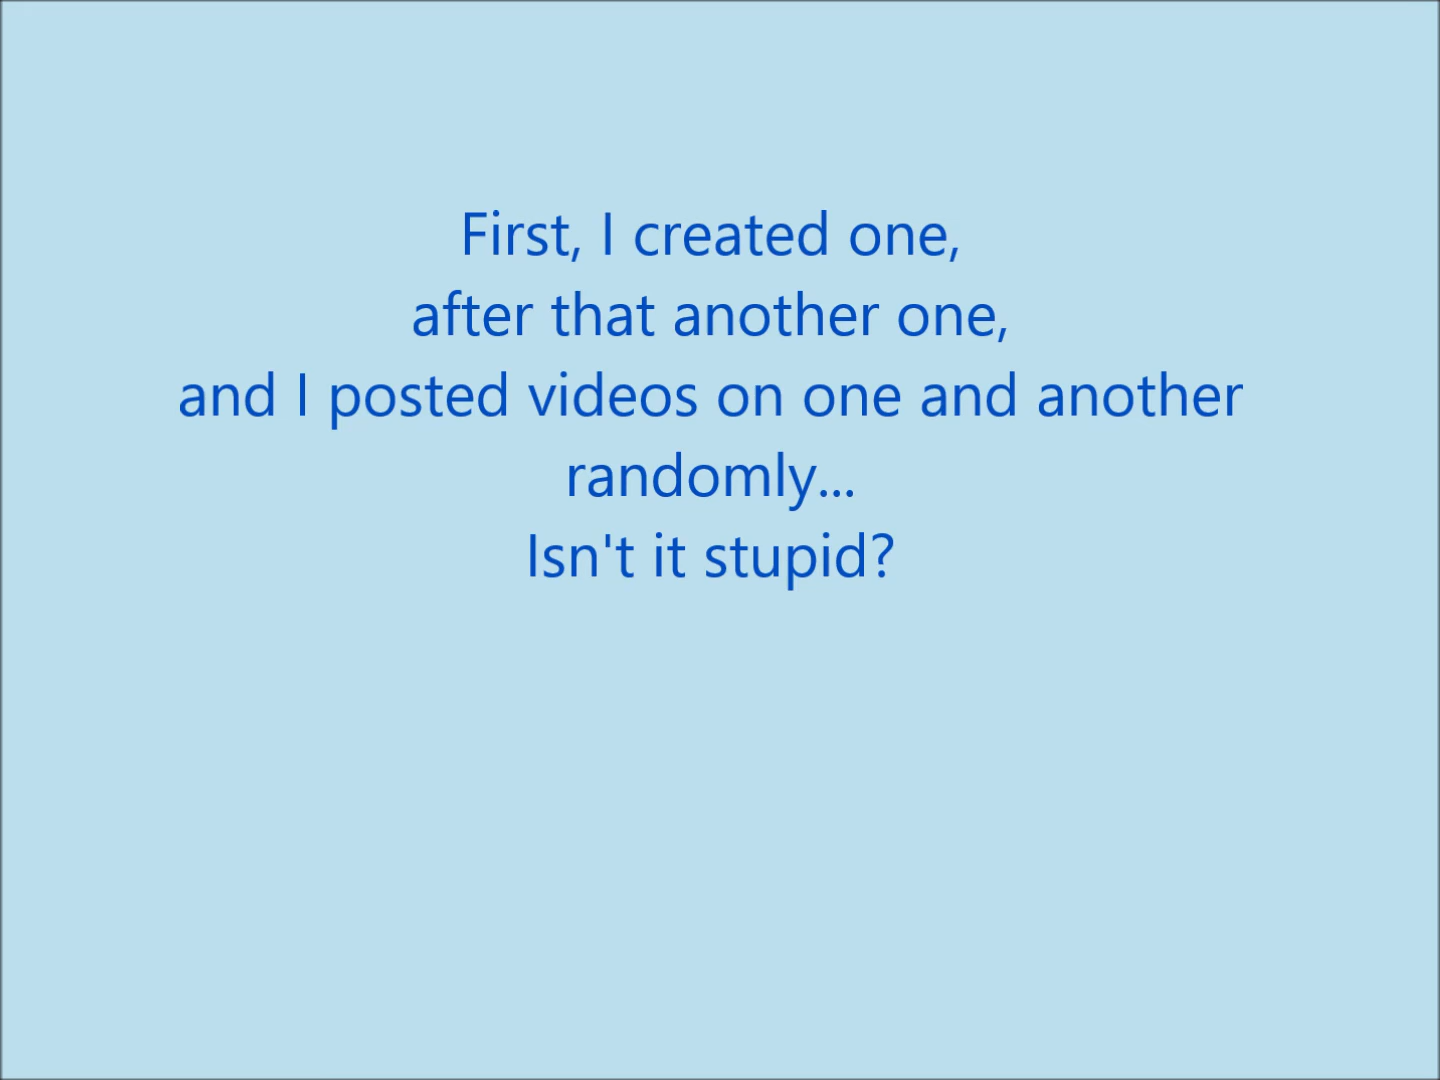 First, I created one,
after that another one,
and I posted videos on one and another
randomly...
Isn't it stupid?